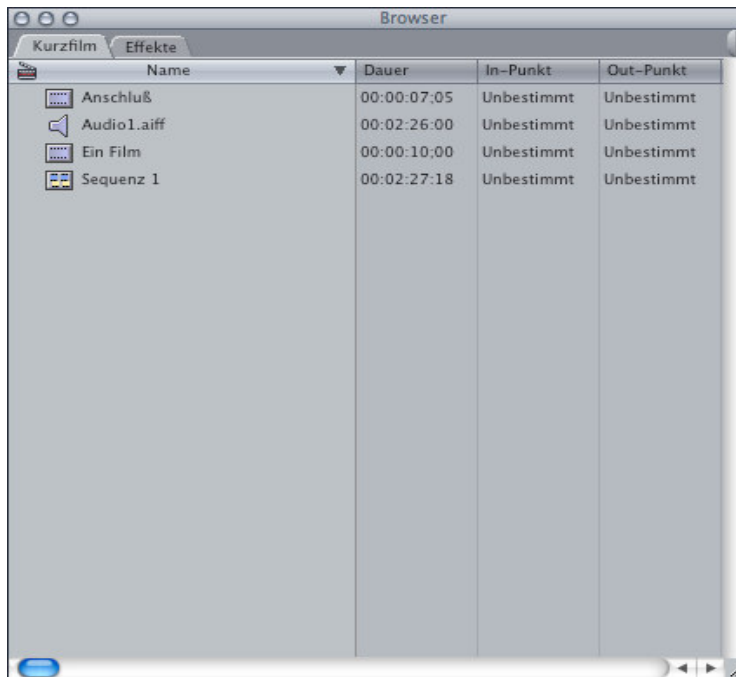 Browser
Kurzfilm Effekte
Name Dauer In-Punkt Out-Punkt
Anschluß 00:00:07;05 Unbestimmt Unbestimmt
Audio1.aiff 00:02:26:00 Unbestimmt Unbestimmt
Ein Film 00:00:10;00 Unbestimmt Unbestimmt
Sequenz 1 00:02:27:18 Unbestimmt Unbestimmt